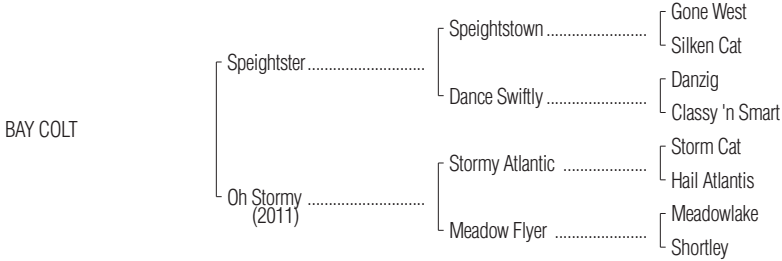 Gone West
Speightstown ........................
Silken Cat
Speightster ............................
Danzig
Dance Swiftly ........................
Classy 'n Smart
BAY COLT
Storm Cat
Stormy Atlantic ....................
Hail Atlantis
Oh Stormy ............................
(2011)
Meadowlake
Meadow Flyer ......................
Shortley